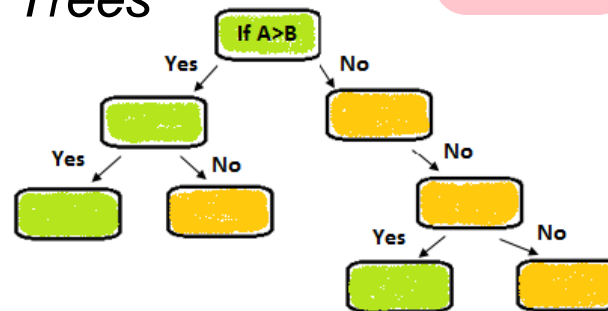 Trees
If A>B
Yes
No
Yes
No
No
Yes
No